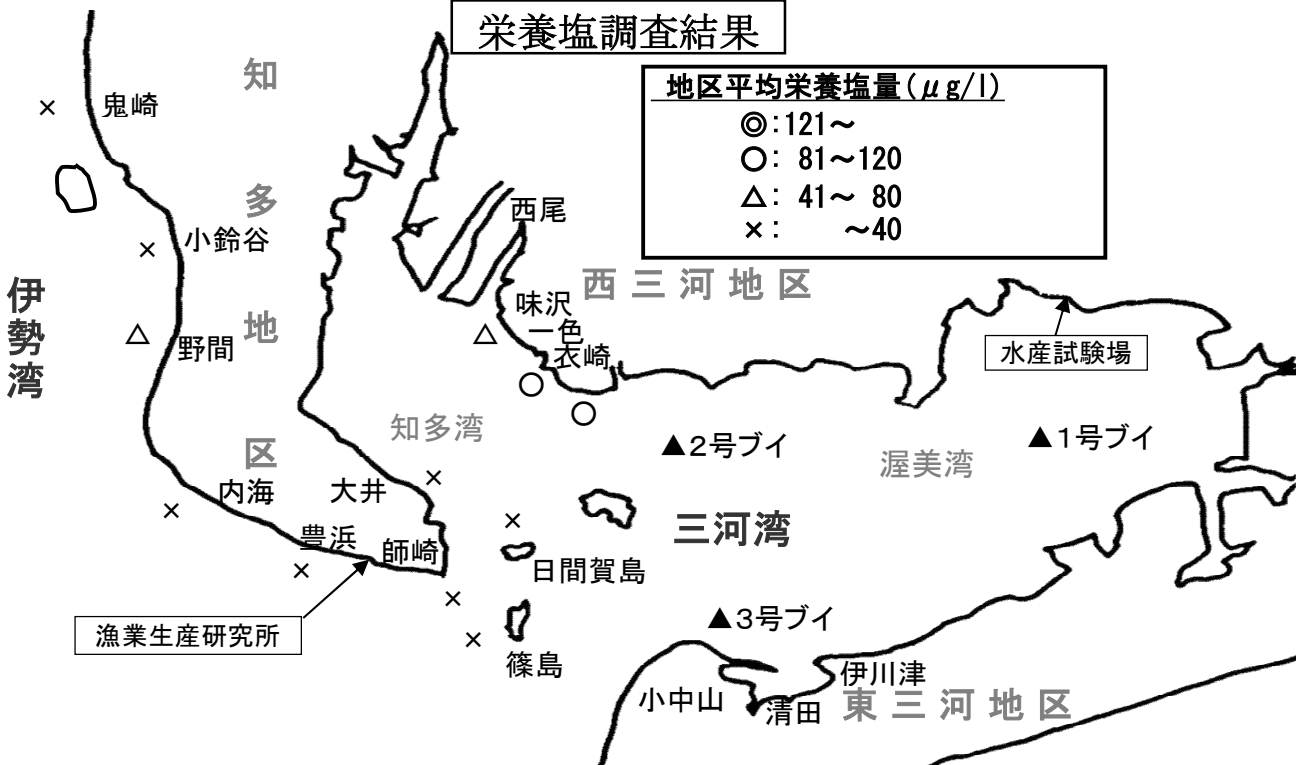 栄養塩調査結果
地区平均栄養塩量(μg/l)
◎:121～
○: 81～120
△: 41～ 80
×: ～40
知多地区
鬼崎
小鈴谷
野間
伊勢湾
西尾
味沢
一色
衣崎
西三河地区
水産試験場
知多湾
▲2号ブイ
▲1号ブイ
渥美湾
内海
大井
豊浜
師崎
三河湾
日間賀島
漁業生産研究所
篠島
▲3号ブイ
小中山
清田
伊川津
東三河地区